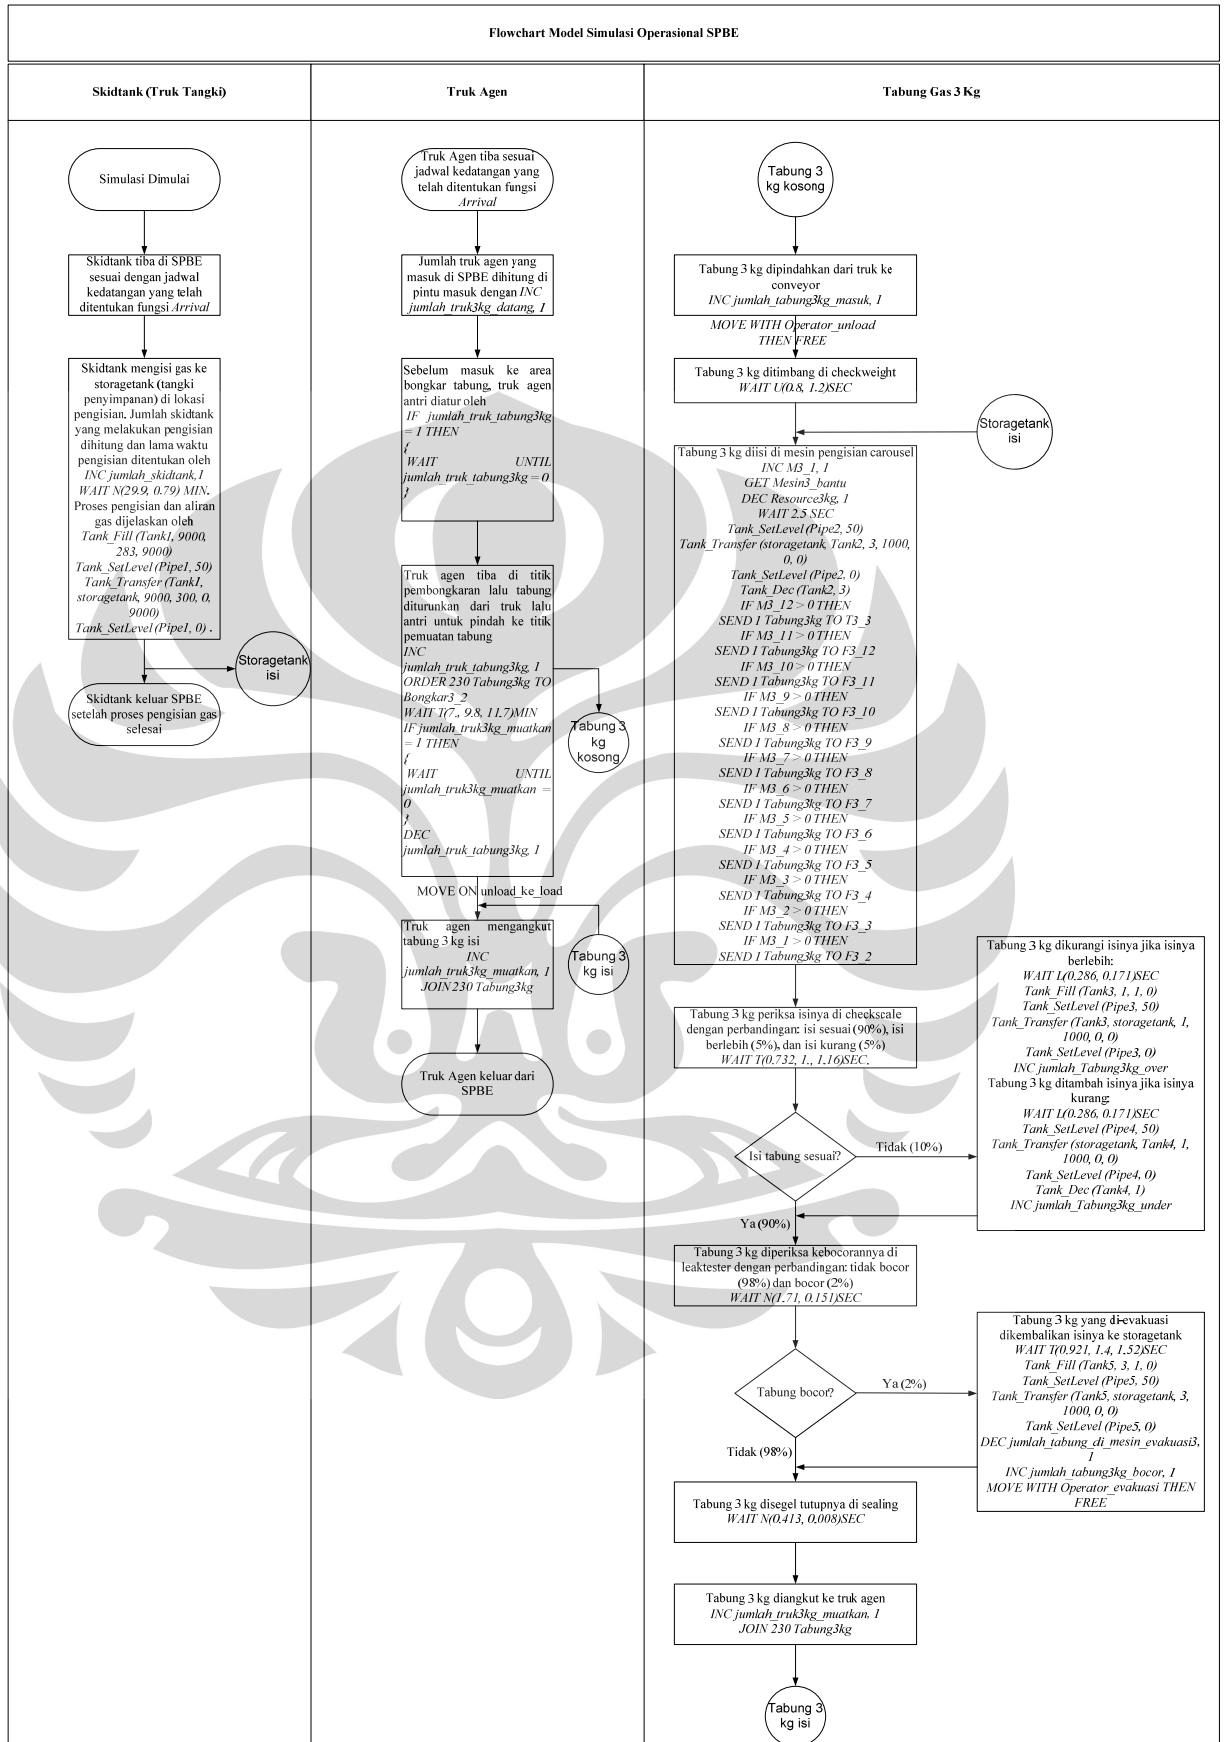 Flowchart Model Simulasi Operasional SPBE
Skidtank (Truk Tangki)
Truk Agen
Tabung Gas 3 Kg
Simulasi Dimulai
Skidtank tiba di SPBE
sesuai dengan jadwal
kedatangan yang telah
ditentukan fungsi Arrival
Skidtank mengisi gas ke
storagetank (tangki
penyimpanan) di lokasi
pengisian. Jumlah skidtank
yang melakukan pengisian
dihitung dan lama waktu
pengisian ditentukan oleh
INC jumlah_skidtank,1
WAIT N(29.9, 0.79) MIN.
Proses pengisian dan aliran
gas dijelaskan oleh
Tank_Fill (Tank1, 9000,
283, 9000)
Tank_SetLevel (Pipe1, 50)
Tank_Transfer (Tank1,
storagetank, 9000, 300, 0,
9000)
Tank_SetLevel (Pipe1, 0) .
Storagetank
isi
Skidtank keluar SPBE
setelah proses pengisian gas
selesai
Truk Agen tiba sesuai
jadwal kedatangan yang
telah ditentukan fungsi
Arrival
Jumlah truk agen yang
masuk di SPBE dihitung di
pintu masuk dengan INC
jumlah_truk3kg_datang, 1
Sebelum masuk ke area
bongkar tabung, truk agen
antri diatur oleh
IF jumlah_truk_tabung3kg
= 1 THEN
{
WAIT UNTIL
jumlah_truk_tabung3kg = 0
}
Truk agen tiba di titik
pembongkaran lalu tabung
diturunkan dari truk lalu
antri untuk pindah ke titik
pemuatan tabung
INC
jumlah_truk_tabung3kg, 1
ORDER 230 Tabung3kg TO
Bongkar3_2
WAIT T(7., 9.8, 11.7)MIN
IF jumlah_truk3kg_muatkan
= 1 THEN
{
WAIT UNTIL
jumlah_truk3kg_muatkan =
0
}
DEC
jumlah_truk_tabung3kg, 1
Tabung 3
kg
kosong
MOVE ON unload_ke_load
Truk agen mengangkut
tabung 3 kg isi
INC
jumlah_truk3kg_muatkan, 1
JOIN 230 Tabung3kg
Tabung 3
kg isi
Truk Agen keluar dari
SPBE
Tabung 3
kg kosong
Tabung 3 kg dipindahkan dari truk ke
conveyor
INC jumlah_tabung3kg_masuk, 1
MOVE WITH Operator_unload
THEN FREE
Tabung 3 kg ditimbang di checkweight
WAIT U(0.8, 1.2)SEC
Storagetank
isi
Tabung 3 kg diisi di mesin pengisian carousel
INC M3_1, 1
GET Mesin3_bantu
DEC Resource3kg, 1
WAIT 2.5 SEC
Tank_SetLevel (Pipe2, 50)
Tank_Transfer (storagetank, Tank2, 3, 1000,
0, 0)
Tank_SetLevel (Pipe2, 0)
Tank_Dec (Tank2, 3)
IF M3_12 > 0 THEN
SEND 1 Tabung3kg TO T3_3
IF M3_11 > 0 THEN
SEND 1 Tabung3kg TO F3_12
IF M3_10 > 0 THEN
SEND 1 Tabung3kg TO F3_11
IF M3_9 > 0 THEN
SEND 1 Tabung3kg TO F3_10
IF M3_8 > 0 THEN
SEND 1 Tabung3kg TO F3_9
IF M3_7 > 0 THEN
SEND 1 Tabung3kg TO F3_8
IF M3_6 > 0 THEN
SEND 1 Tabung3kg TO F3_7
IF M3_5 > 0 THEN
SEND 1 Tabung3kg TO F3_6
IF M3_4 > 0 THEN
SEND 1 Tabung3kg TO F3_5
IF M3_3 > 0 THEN
SEND 1 Tabung3kg TO F3_4
IF M3_2 > 0 THEN
SEND 1 Tabung3kg TO F3_3
IF M3_1 > 0 THEN
SEND 1 Tabung3kg TO F3_2
Tabung 3 kg periksa isinya di checkscale
dengan perbandingan: isi sesuai (90%), isi
berlebih (5%), dan isi kurang (5%)
WAIT T(0.732, 1., 1.16)SEC.
Isi tabung sesuai?
Tidak (10%)
Tabung 3 kg dikurangi isinya jika isinya
berlebih:
WAIT L(0.286, 0.171)SEC
Tank_Fill (Tank3, 1, 1, 0)
Tank_SetLevel (Pipe3, 50)
Tank_Transfer (Tank3, storagetank, 1,
1000, 0, 0)
Tank_SetLevel (Pipe3, 0)
INC jumlah_Tabung3kg_over
Tabung 3 kg ditambah isinya jika isinya
kurang:
WAIT L(0.286, 0.171)SEC
Tank_SetLevel (Pipe4, 50)
Tank_Transfer (storagetank, Tank4, 1,
1000, 0, 0)
Tank_SetLevel (Pipe4, 0)
Tank_Dec (Tank4, 1)
INC jumlah_Tabung3kg_under
Ya (90%)
Tabung 3 kg diperiksa kebocorannya di
leaktester dengan perbandingan: tidak bocor
(98%) dan bocor (2%)
WAIT N(1.71, 0.151)SEC
Tabung bocor?
Ya (2%)
Tabung 3 kg yang di-evakuasi
dikembalikan isinya ke storagetank
WAIT T(0.921, 1.4, 1.52)SEC
Tank_Fill (Tank5, 3, 1, 0)
Tank_SetLevel (Pipe5, 50)
Tank_Transfer (Tank5, storagetank, 3,
1000, 0, 0)
Tank_SetLevel (Pipe5, 0)
DEC jumlah_tabung_di_mesin_evakuasi3,
1
INC jumlah_tabung3kg_bocor, 1
MOVE WITH Operator_evakuasi THEN
FREE
Tidak (98%)
Tabung 3 kg disegel tutupnya di sealing
WAIT N(0.413, 0.008)SEC
Tabung 3 kg diangkut ke truk agen
INC jumlah_truk3kg_muatkan, 1
JOIN 230 Tabung3kg
Tabung 3
kg isi